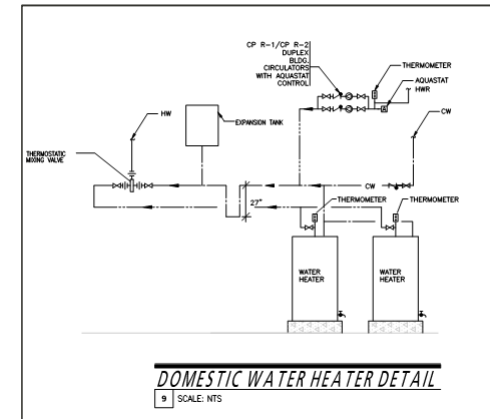 CP R-1/CP R-2
DUPLEX
BLDG.
CIRCULATORS
WITH AQUASTAT
CONTROL
THERMOMETER
AQUASTAT
HWR
A
CW
HW
EXPANSION TANK
THERMOSTATIC
MIXING VALVE
CW
27"
THERMOMETER
THERMOMETER
WATER
HEATER
WATER
HEATER
DOMESTIC WATER HEATER DETAIL
9 SCALE: NTS